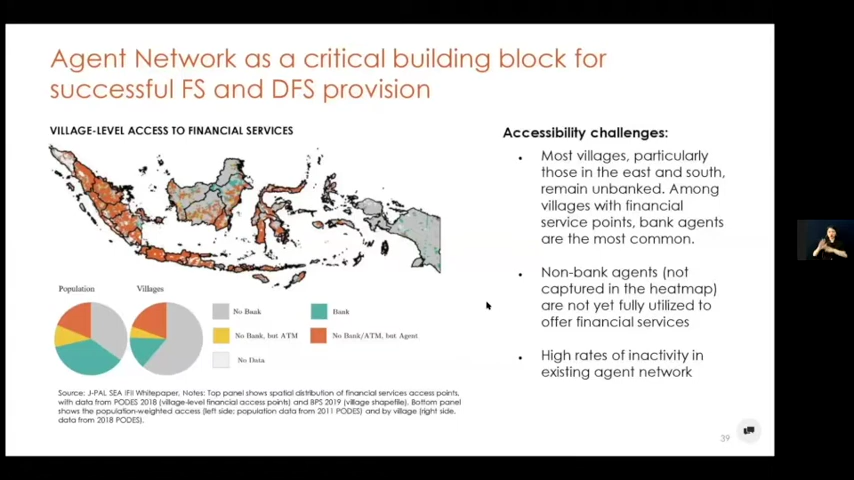 Agent Network as a critical building block for
successful FS and DFS provision
VILLAGE-LEVEL ACCESS TO FINANCIAL SERVICES
Population
Villages
No Bank
Bank
No Bank, but ATM
No Bank/ATM, but Agent
No Data
Source: J-PAL SEA IFII Whitepaper, Notes: Top panel shows spatial distribution of financial services access points,
with data from PODES 2018 (village-level financial access points) and BPS 2019 (village shapefile). Bottom panel
shows the population-weighted access (left side; population data from 2011 PODES) and by village (right side,
data from 2018 PODES).
Accessibility challenges:
• Most villages, particularly
those in the east and south,
remain unbanked. Among
villages with financial
service points, bank agents
are the most common.
• Non-bank agents (not
captured in the heatmap)
are not yet fully utilized to
offer financial services
• High rates of inactivity in
existing agent network
39